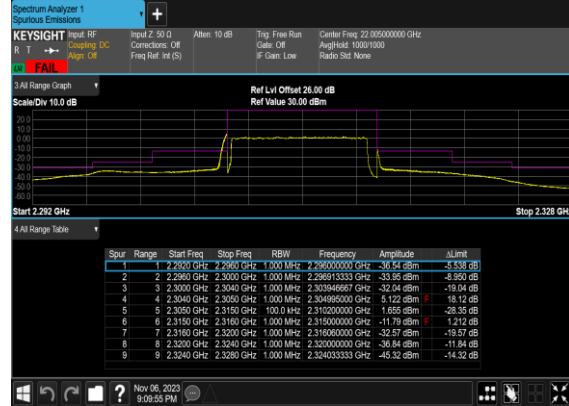 Spectrum Analyzer 1
Spurious Emissions
KEYSIGHT Input: RF Input Z: 50 Ω Atten: 10 dB Trig: Free Run Center Freq: 22.005000000 GHz
R T Coupling: DC Corrections: Off Gate: Off Avg|Hold: 1000/1000
Align: Off Freq Ref: Int (S) IF Gain: Low Radio Std: None
FAIL
3 All Range Graph Ref Lvl Offset 26.00 dB
Scale/Div 10.0 dB Ref Value 30.00 dBm
20.0
10.0
0.00
-10.0
-20.0
-30.0
-40.0
-50.0
-60.0
Start 2.292 GHz Stop 2.328 GHz
4 All Range Table
Spur Range Start Freq Stop Freq RBW Frequency Amplitude ΔLimit
1 1 2.2920 GHz 2.2960 GHz 1.000 MHz 2.296000000 GHz -36.54 dBm -5.538 dB
2 2 2.2960 GHz 2.3000 GHz 1.000 MHz 2.300000000 GHz -33.95 dBm -8.950 dB
3 3 2.3000 GHz 2.3040 GHz 1.000 MHz 2.303946667 GHz -32.04 dBm -19.04 dB
4 4 2.3040 GHz 2.3050 GHz 1.000 MHz 2.304995000 GHz 5.122 dBm F 18.12 dB
5 5 2.3050 GHz 2.3150 GHz 100.0 kHz 2.310200000 GHz 1.655 dBm -28.35 dB
6 6 2.3150 GHz 2.3160 GHz 1.000 MHz 2.315000000 GHz -11.79 dBm F 1.212 dB
7 7 2.3160 GHz 2.3200 GHz 1.000 MHz 2.316060000 GHz -32.57 dBm -19.57 dB
8 8 2.3200 GHz 2.3240 GHz 1.000 MHz 2.320000000 GHz -36.84 dBm -11.84 dB
9 9 2.3240 GHz 2.3280 GHz 1.000 MHz 2.324033333 GHz -45.32 dBm -14.32 dB
? Nov 06, 2023
9:09:55 PM